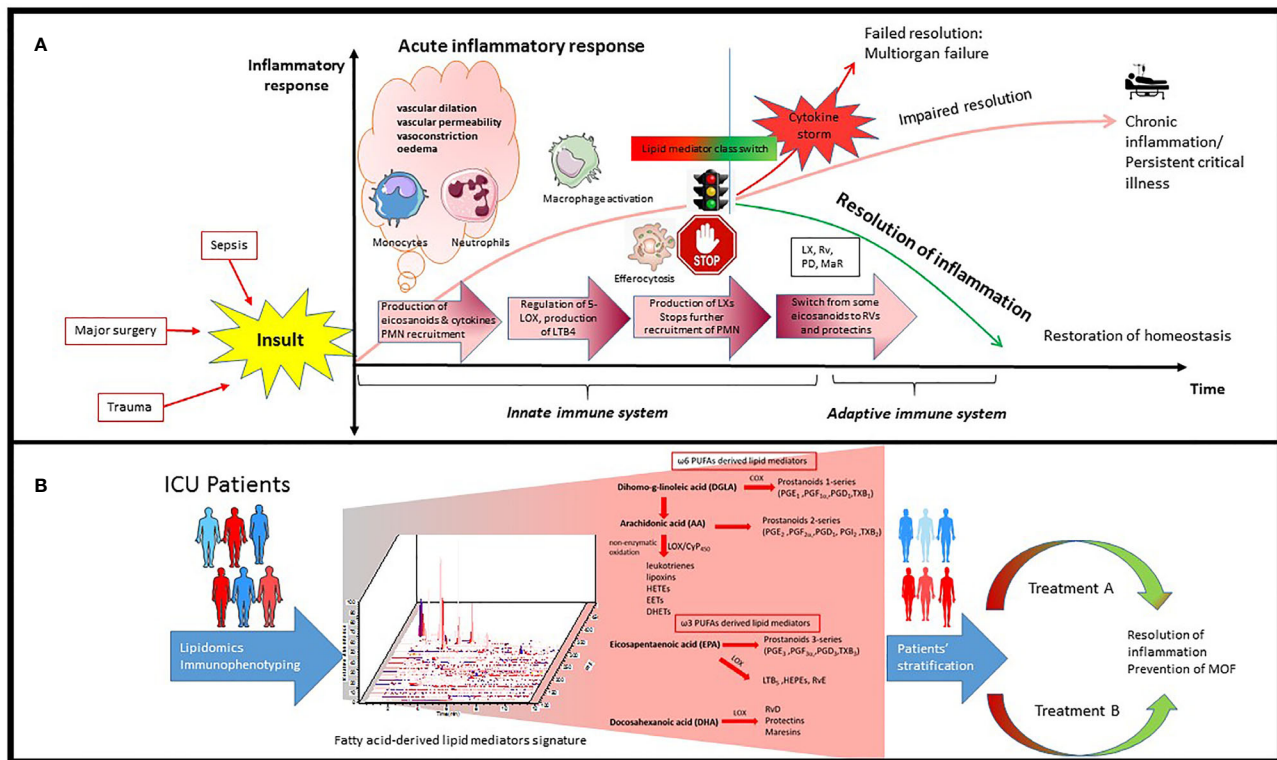 A
Inflammatory
response
Acute inflammatory response
vascular dilation
vascular permeability
vasoconstriction
oedema
Monocytes
Neutrophils
Macrophage activation
Efferocytosis
Lipid mediator class switch
STOP
Cytokine
storm
Failed resolution:
Multiorgan failure
Impaired resolution
Chronic
inflammation/
Persistent critical
illness
Resolution of inflammation
LX, Rv,
PD, MaR
Sepsis
Major surgery
Trauma
Insult
Production of
eicosanoids & cytokines
PMN recruitment
Regulation of 5-
LOX, production
of LTB4
Production of LXs
Stops further
recruitment of PMN
Switch from some
eicosanoids to RVs
and protectins
Restoration of homeostasis
Time
Innate immune system
Adaptive immune system
B
ICU Patients
Lipidomics
Immunophenotyping
Time(min)
Fatty acid-derived lipid mediators signature
ω6 PUFAs derived lipid mediators
Dihomo-g-linoleic acid (DGLA)
COX
Prostanoids 1-series
(PGE1 ,PGF1α,,PGD1,TXB1)
Arachidonic acid (AA)
Prostanoids 2-series
(PGE2 ,PGF2α,,PGD1, PGI2 ,TXB2)
non-enzymatic
oxidation
LOX/CyP450
leukotrienes
lipoxins
HETEs
EETs
DHETs
ω3 PUFAs derived lipid mediators
Eicosapentaenoic acid (EPA)
Prostanoids 3-series
(PGE3 ,PGF3α,,PGD3,TXB3)
LOX
LTB5 ,HEPEs, RvE
Docosahexanoic acid (DHA)
LOX
RvD
Protectins
Maresins
Patients'
stratification
Treatment A
Resolution of
inflammation
Prevention of MOF
Treatment B